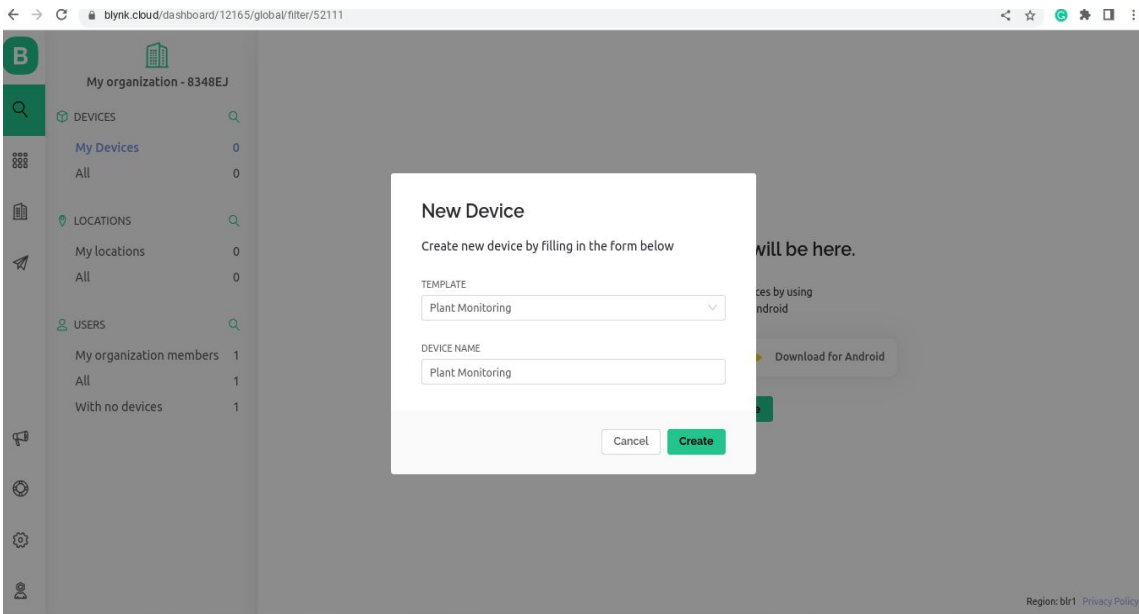 blynk.cloud/dashboard/12165/global/filter/52111
B
My organization - 8348EJ
DEVICES
My Devices 0
All 0
LOCATIONS
My locations 0
All 0
USERS
My organization members 1
All 1
With no devices 1
New Device
Create new device by filling in the form below
TEMPLATE
Plant Monitoring
DEVICE NAME
Plant Monitoring
Cancel Create
will be here.
by using
Download for Android
Region: blr1 Privacy Policy